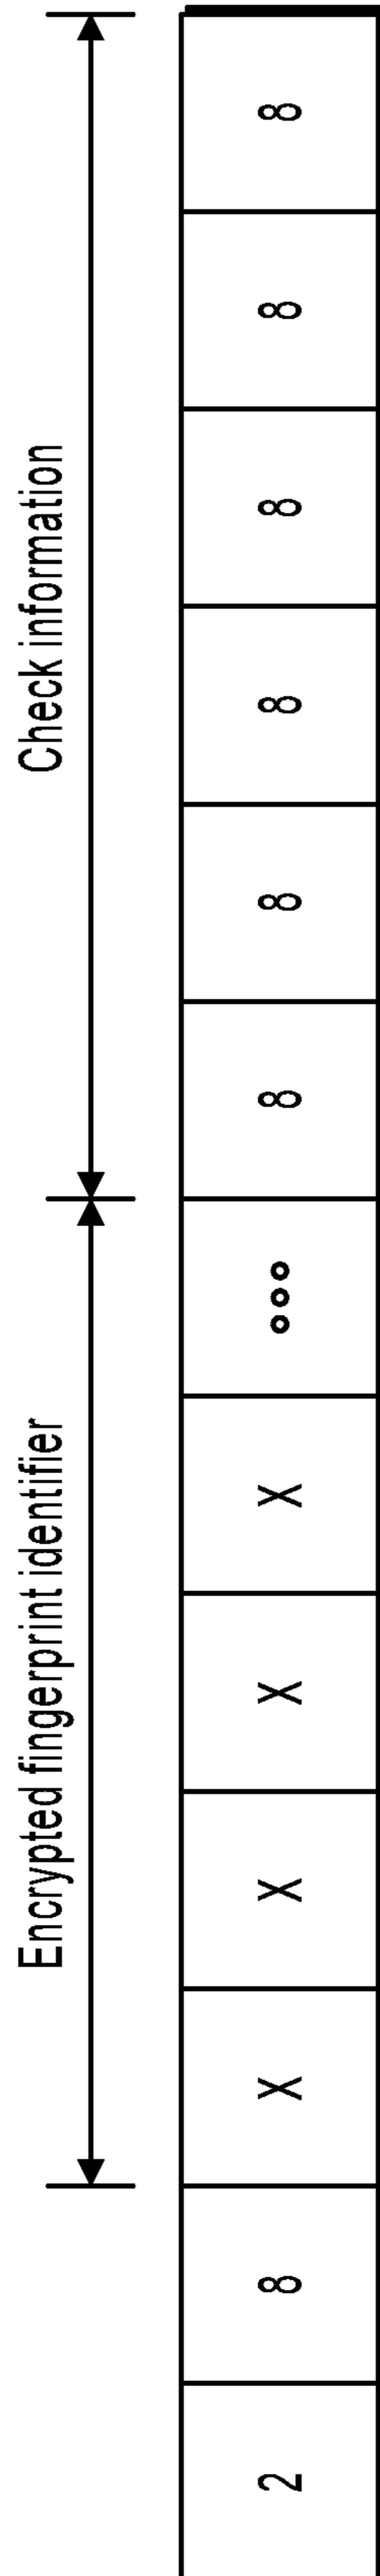 Encrypted fingerprint identifier Check information
2 8 X X X X ... 8 8 8 8 8 8